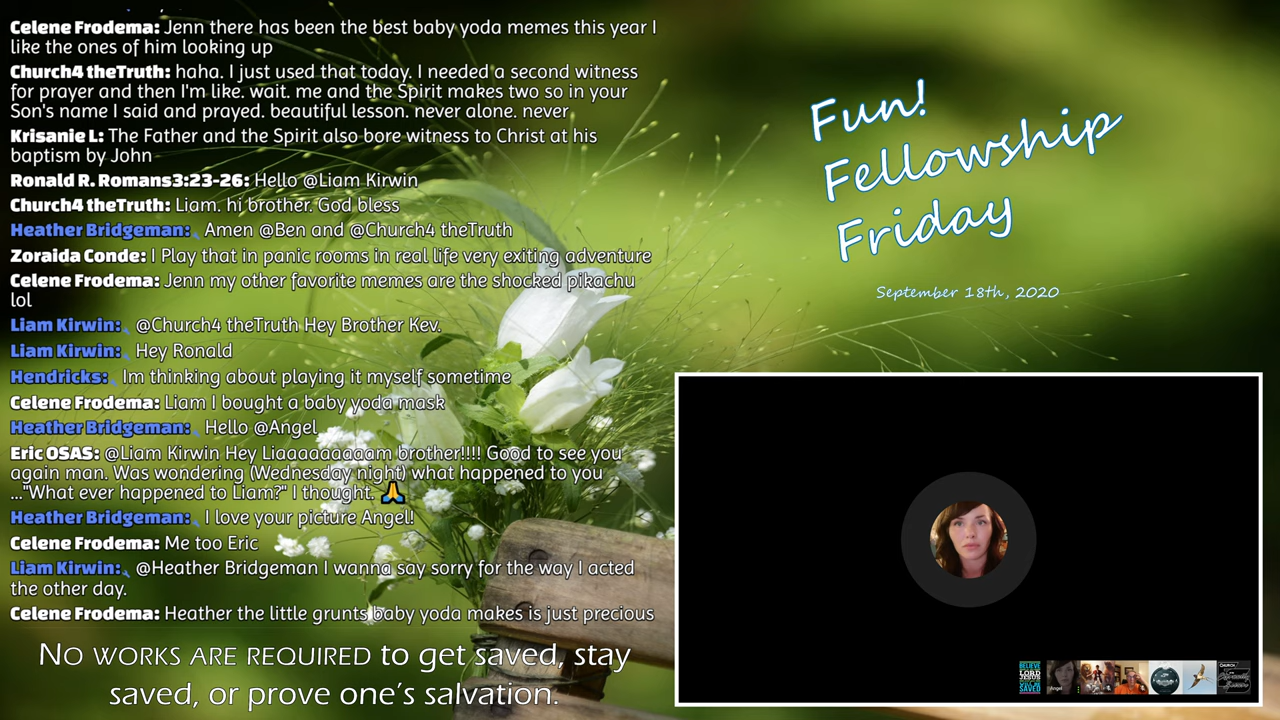 Celene Frodema: Jenn there has been the best baby yoda memes this year I
like the ones of him looking up
Church4 theTruth: haha. I just used that today. I needed a second witness
for prayer and then I'm like. wait. me and the Spirit makes two so in your
Son's name I said and prayed. beautiful lesson. never alone. never
Krisanie L: The Father and the Spirit also bore witness to Christ at his
baptism by John
Ronald R. Romans3:23-26: Hello @Liam Kirwin
Church4 theTruth: Liam. hi brother. God bless
Heather Bridgeman: Amen @Ben and @Church4 theTruth
Zoraida Conde: I Play that in panic rooms in real life very exiting adventure
Celene Frodema: Jenn my other favorite memes are the shocked pikachu
lol
Liam Kirwin: @Church4 theTruth Hey Brother Kev.
Liam Kirwin: Hey Ronald
Hendricks: Im thinking about playing it myself sometime
Celene Frodema: Liam I bought a baby yoda mask
Heather Bridgeman: Hello @Angel
Eric OSAS: @Liam Kirwin Hey Liaaaaaaaaam brother!!!! Good to see you
again man. Was wondering (Wednesday night) what happened to you
..."What ever happened to Liam?" I thought. 🙏
Heather Bridgeman: I love your picture Angel!
Celene Frodema: Me too Eric
Liam Kirwin: @Heather Bridgeman I wanna say sorry for the way I acted
the other day.
Celene Frodema: Heather the little grunts baby yoda makes is just precious
NO WORKS ARE REQUIRED to get saved, stay
saved, or prove one's salvation.
Fun!
Fellowship
Friday
September 18th, 2020
BELIEVE
LORD
JESUS
SAVED
Angel
CHURCH